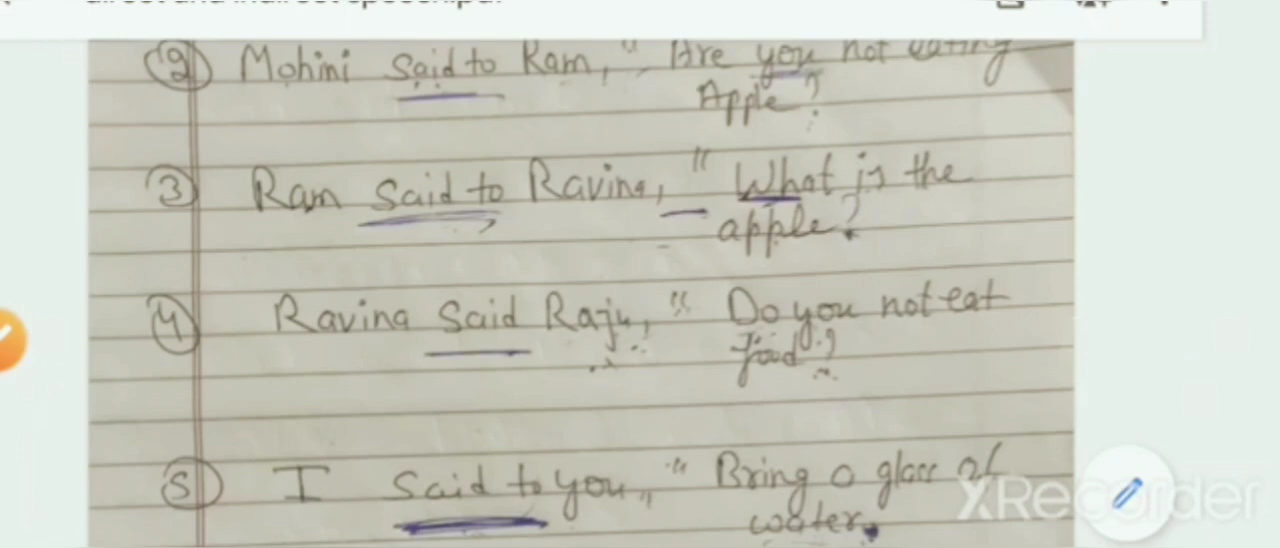 ② Mohini said to Ram, " Are you not eating
Apple?
③ Ram said to Ravina, " What is the
apple?
④ Ravina said Raju, " Do you not eat
food?
⑤ I said to you, " Bring a glass of
water.
XRecorder